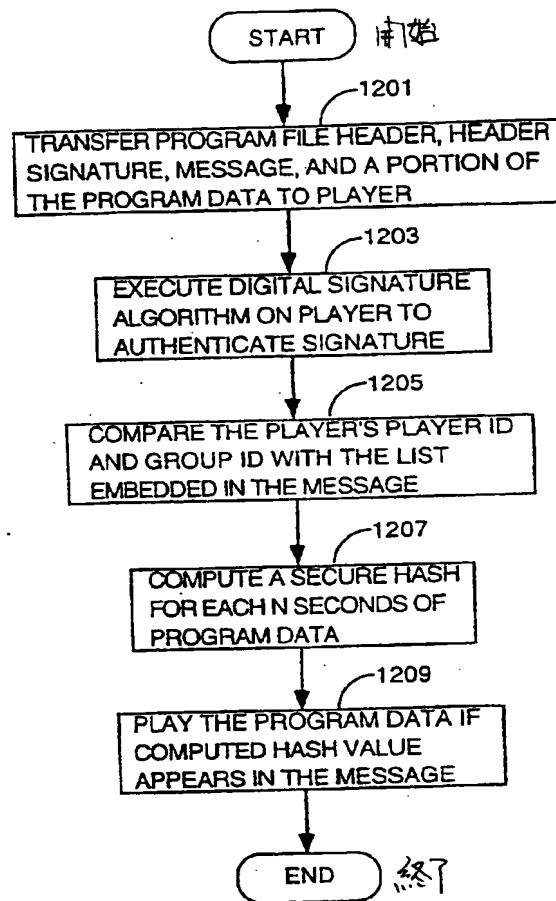 START 開始
1201
TRANSFER PROGRAM FILE HEADER, HEADER
SIGNATURE, MESSAGE, AND A PORTION OF
THE PROGRAM DATA TO PLAYER
1203
EXECUTE DIGITAL SIGNATURE
ALGORITHM ON PLAYER TO
AUTHENTICATE SIGNATURE
1205
COMPARE THE PLAYER'S PLAYER ID
AND GROUP ID WITH THE LIST
EMBEDDED IN THE MESSAGE
1207
COMPUTE A SECURE HASH
FOR EACH N SECONDS OF
PROGRAM DATA
1209
PLAY THE PROGRAM DATA IF
COMPUTED HASH VALUE
APPEARS IN THE MESSAGE
END 終了